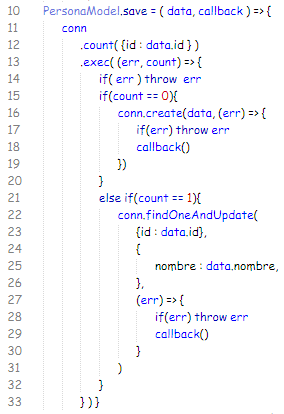 10 PersonaModel.save = ( data, callback ) => {
11 conn
12 .count( {id : data.id } )
13 .exec( (err, count) => {
14 if( err ) throw err
15 if(count == 0){
16 conn.create(data, (err) => {
17 if(err) throw err
18 callback()
19 })
20 }
21 else if(count == 1){
22 conn.findOneAndUpdate(
23 {id : data.id},
24 {
25 nombre : data.nombre,
26 },
27 (err) => {
28 if(err) throw err
29 callback()
30 }
31 )
32 }
33 } ) }